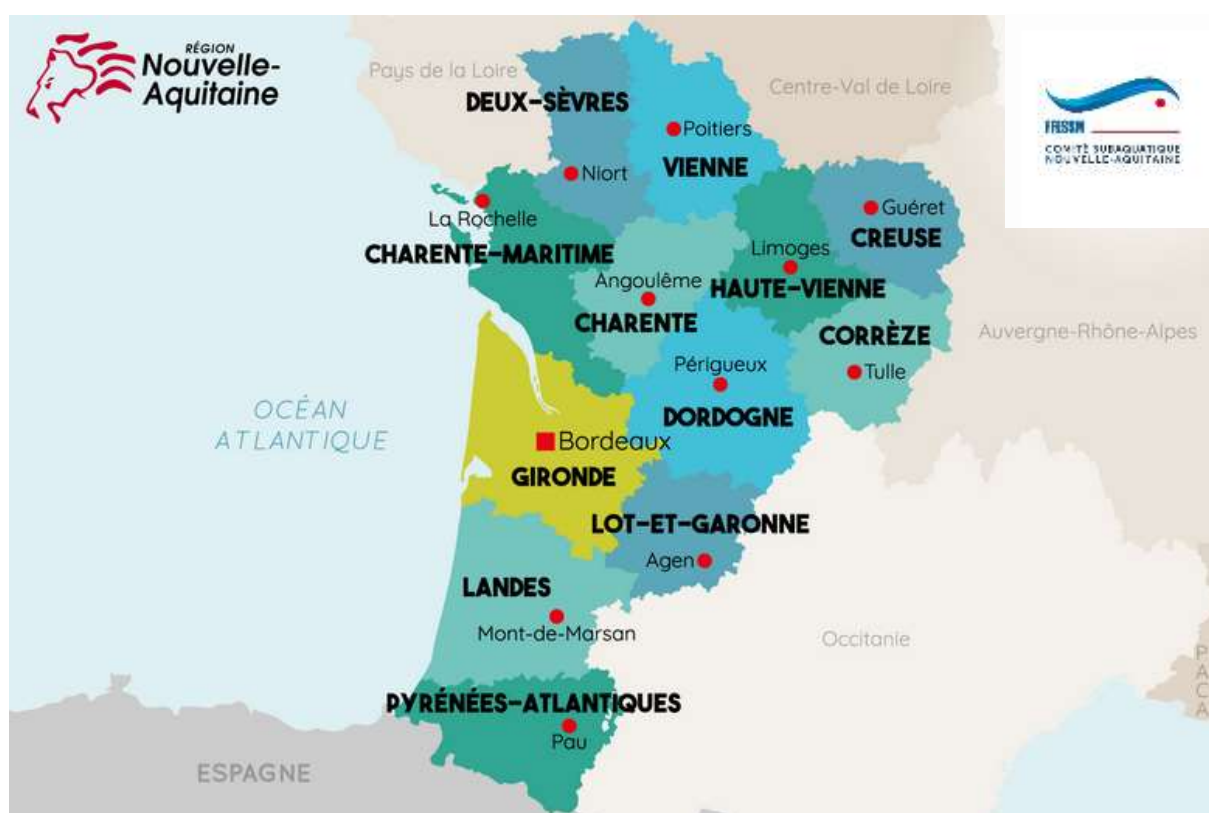 RÉGION
Nouvelle-
Aquitaine
Pays de la Loire
Centre-Val de Loire
FFESSM
COMITÉ SUBAQUATIQUE
NOUVELLE-AQUITAINE
DEUX-SÈVRES
Poitiers
VIENNE
Niort
La Rochelle
CHARENTE-MARITIME
Guéret
CREUSE
Limoges
HAUTE-VIENNE
Angoulême
CHARENTE
CORRÈZE
Tulle
Auvergne-Rhône-Alpes
Périgueux
DORDOGNE
OCÉAN
ATLANTIQUE
Bordeaux
GIRONDE
LOT-ET-GARONNE
Agen
LANDES
Mont-de-Marsan
Occitanie
PACA
PYRÉNÉES-ATLANTIQUES
Pau
ESPAGNE